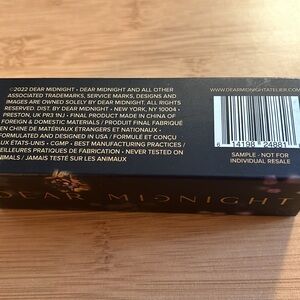 ©2022 DEAR MIDNIGHT • DEAR MIDNIGHT AND ALL OTHER
ASSOCIATED TRADEMARKS, SERVICE MARKS, DESIGNS AND
IMAGES ARE OWNED SOLELY BY DEAR MIDNIGHT. ALL RIGHTS
RESERVED. DIST. BY DEAR MIDNIGHT • NEW YORK, NY 10004 •
PRESTON, UK PR3 1NJ • FINAL PRODUCT MADE IN CHINA OF
FOREIGN & DOMESTIC MATERIALS / PRODUIT FINAL FABRIQUÉ
EN CHINE DE MATÉRIAUX ÉTRANGERS ET NATIONAUX •
FORMULATED AND DESIGNED IN USA / FORMULÉ ET CONÇU
AUX ÉTATS-UNIS • CGMP • BEST MANUFACTURING PRACTICES /
MEILLEURES PRATIQUES DE FABRICATION • NEVER TESTED ON
ANIMALS / JAMAIS TESTÉ SUR LES ANIMAUX
WWW.DEARMIDNIGHTATELIER.COM
6 14198 24881
SAMPLE - NOT FOR
INDIVIDUAL RESALE
EAR MIDNIGHT